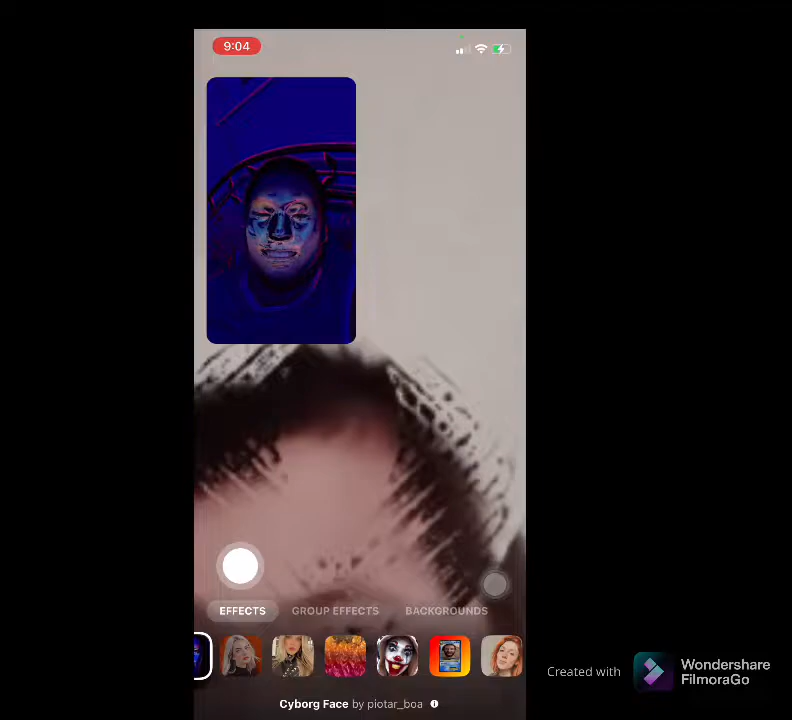 9:04
EFFECTS
GROUP EFFECTS
BACKGROUNDS
Cyborg Face by piotar_boa
Created with
Wondershare
FilmoraGo